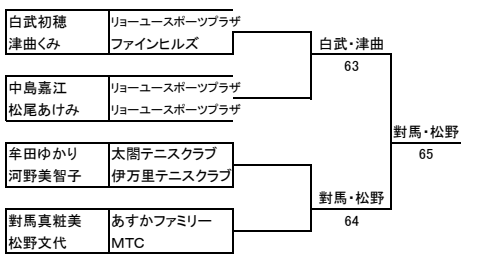 白武初穂 リョーユースポーツプラザ
津曲くみ ファインヒルズ
白武・津曲
63
中島嘉江 リョーユースポーツプラザ
松尾あけみ リョーユースポーツプラザ
對馬・松野
65
牟田ゆかり 太閤テニスクラブ
河野美智子 伊万里テニスクラブ
對馬・松野
64
對馬真粧美 あすかファミリー
松野文代 MTC